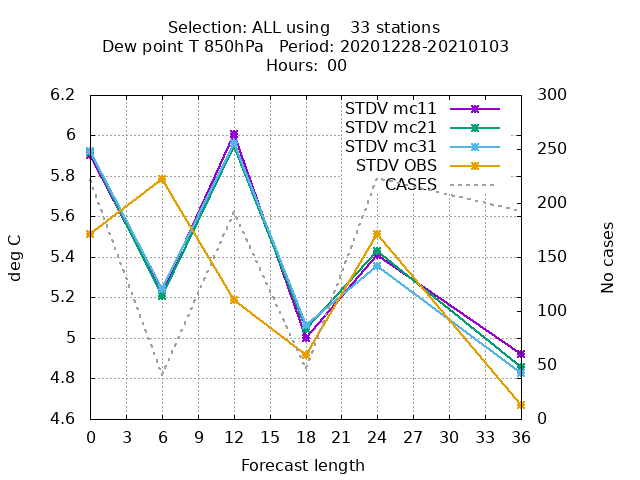 Selection: ALL using    33 stations
Dew point T 850hPa   Period: 20201228-20210103
Hours: 00
6.2
6
5.8
5.6
5.4
5.2
5
4.8
4.6
deg C
STDV mc11
STDV mc21
STDV mc31
STDV OBS
CASES
300
250
200
150
100
50
0
No cases
0 3 6 9 12 15 18 21 24 27 30 33 36
Forecast length